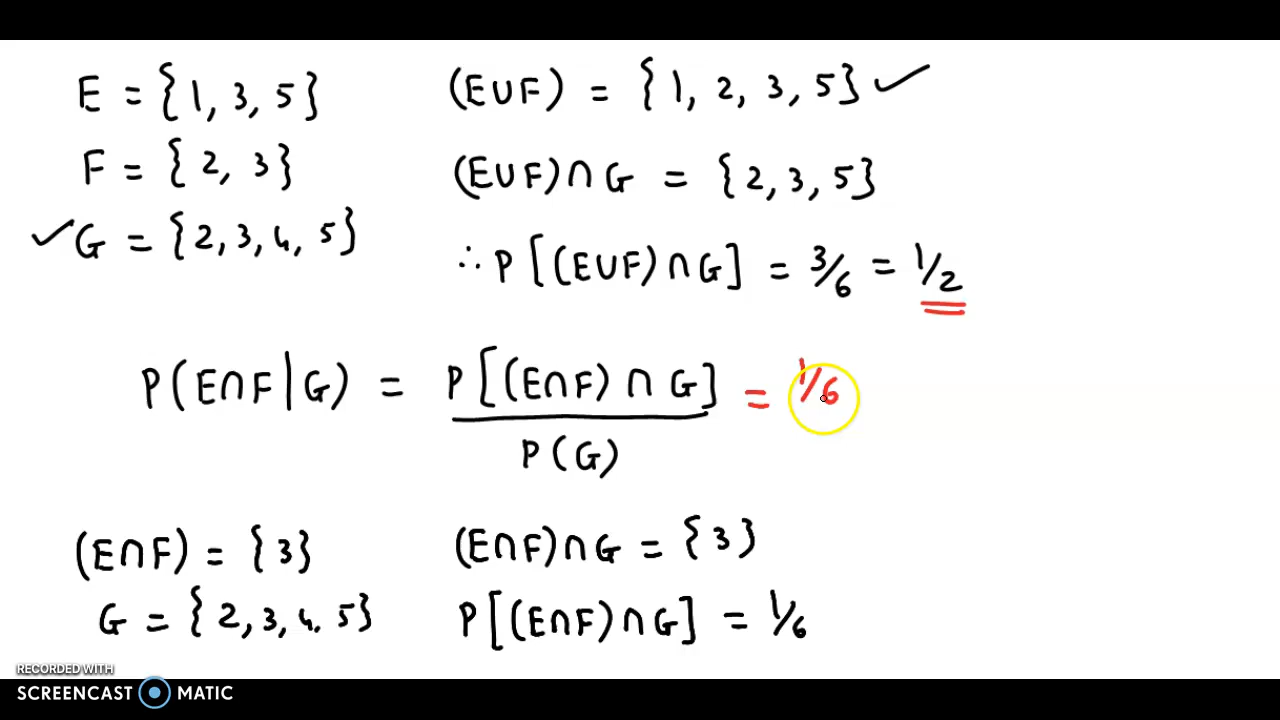 E = {1, 3, 5}
F = {2, 3}
✓ G = {2, 3, 4, 5}
(E∪F) = {1, 2, 3, 5} ✓
(E∪F)∩G = {2, 3, 5}
∴ P[(E∪F)∩G] = 3/6 = 1/2
P(E∩F|G) = P[(E∩F)∩G] = 1/6
P(G)
(E∩F) = {3}
G = {2, 3, 4, 5}
(E∩F)∩G = {3}
P[(E∩F)∩G] = 1/6
RECORDED WITH
SCREENCAST MATIC